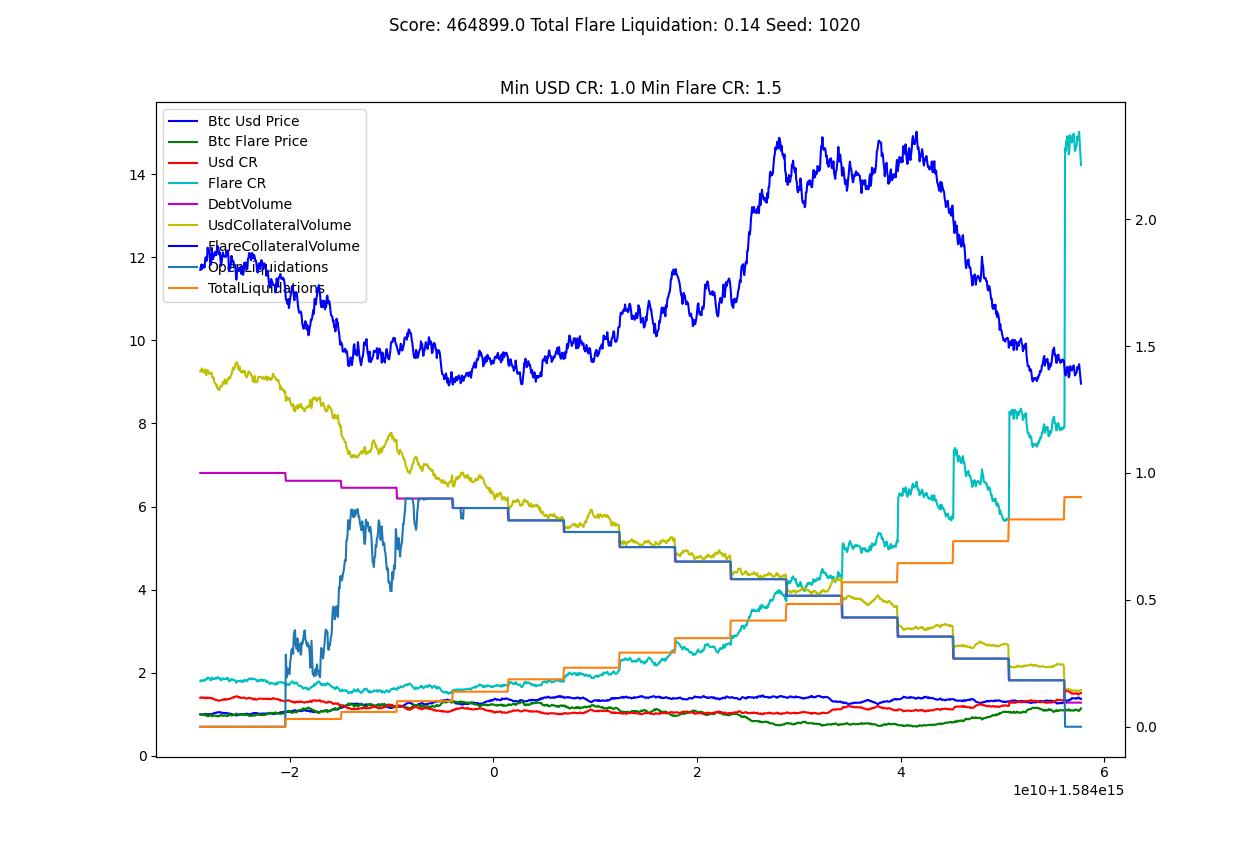 Score: 464899.0 Total Flare Liquidation: 0.14 Seed: 1020
Min USD CR: 1.0 Min Flare CR: 1.5
Btc Usd Price
Btc Flare Price
Usd CR
Flare CR
DebtVolume
UsdCollateralVolume
FlareCollateralVolume
OpenLiquidations
TotalLiquidations
14
12
10
8
6
4
2
0
2.0
1.5
1.0
0.5
0.0
−2
0
2
4
6
1e10+1.584e15